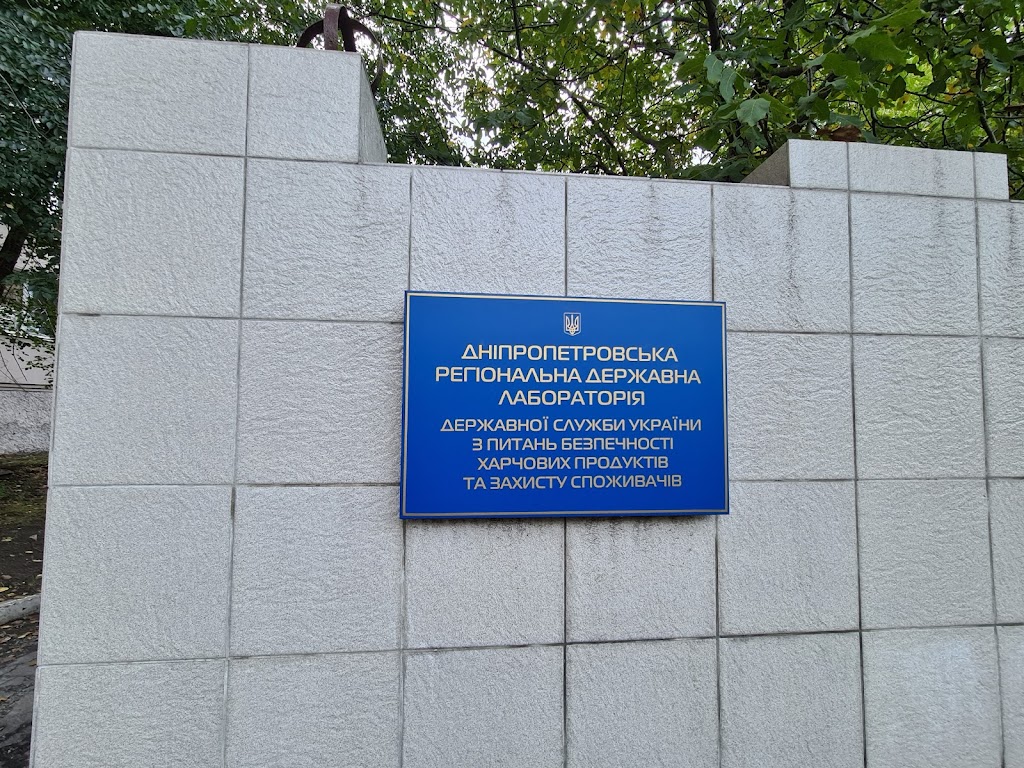 ДНІПРОПЕТРОВСЬКА
РЕГІОНАЛЬНА ДЕРЖАВНА
ЛАБОРАТОРІЯ
ДЕРЖАВНОЇ СЛУЖБИ УКРАЇНИ
З ПИТАНЬ БЕЗПЕЧНОСТІ
ХАРЧОВИХ ПРОДУКТІВ
ТА ЗАХИСТУ СПОЖИВАЧІВ